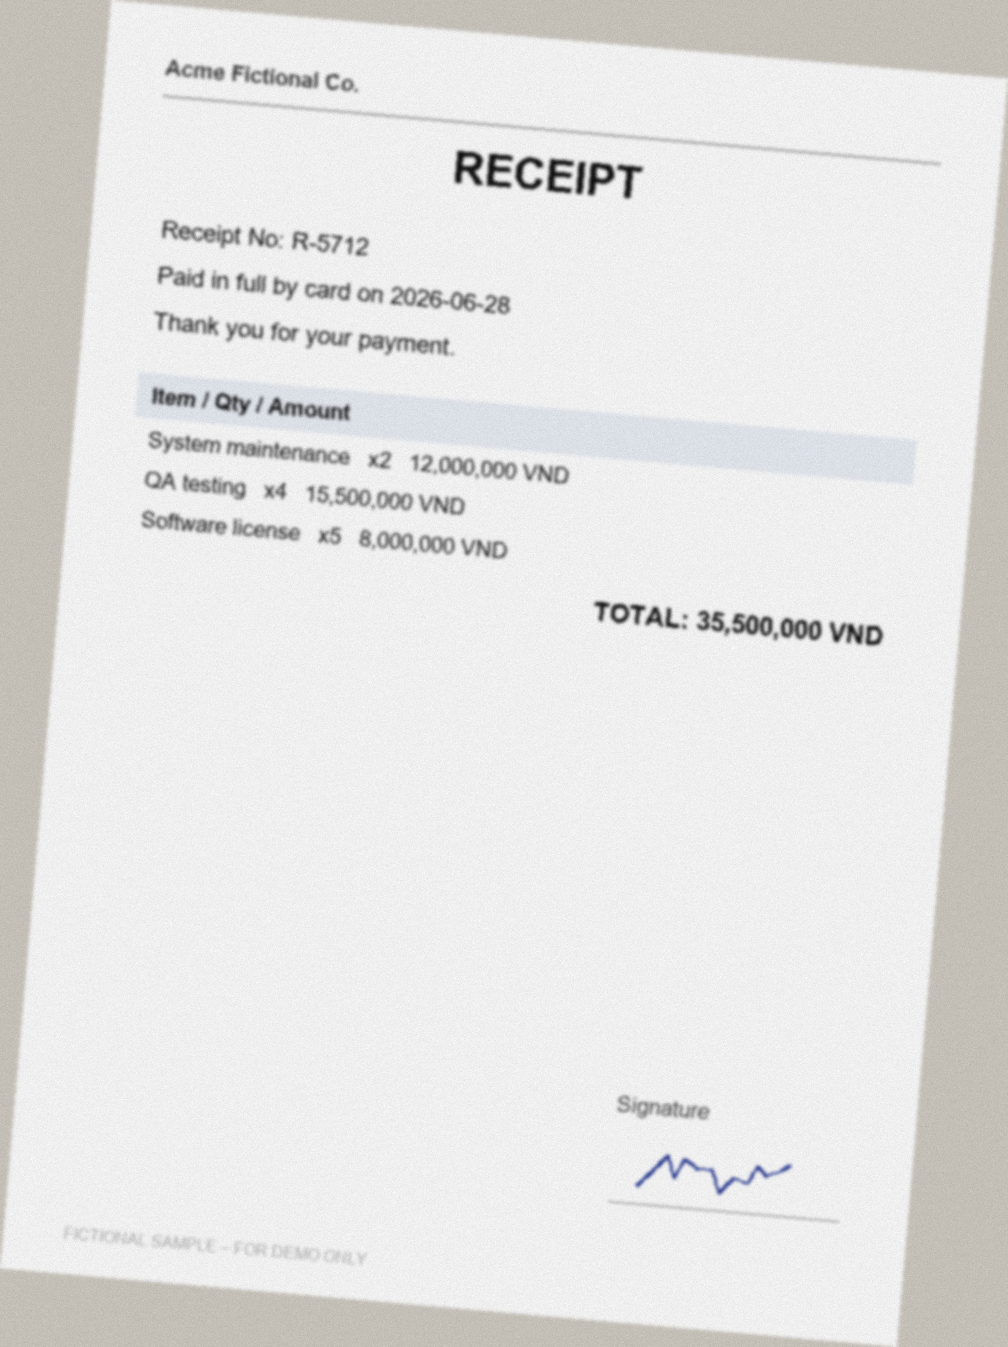 Acme Fictional Co.
RECEIPT
Receipt No: R-5712
Paid in full by card on 2026-06-28
Thank you for your payment.
Item / Qty / Amount
System maintenance x2 12,000,000 VND
QA testing x4 15,500,000 VND
Software license x5 8,000,000 VND
TOTAL: 35,500,000 VND
Signature
FICTIONAL SAMPLE – FOR DEMO ONLY